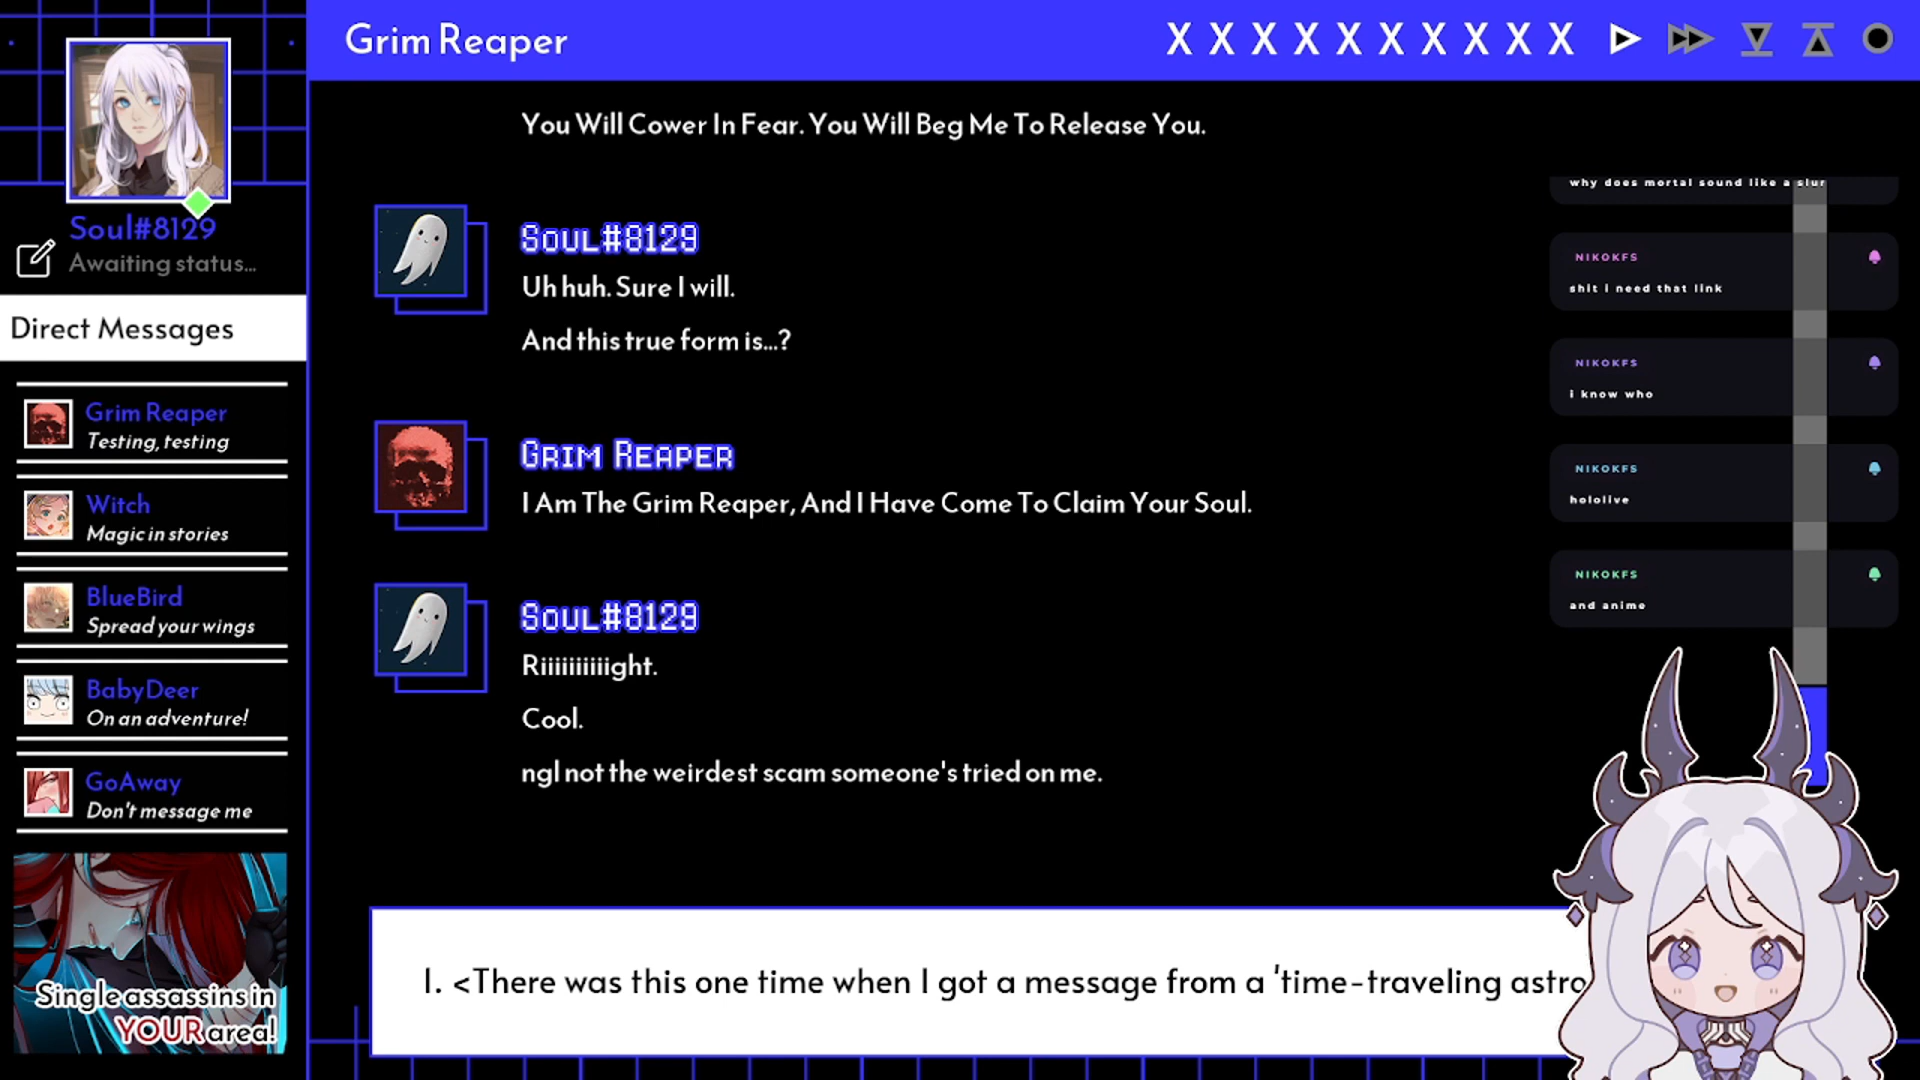 Grim Reaper
X X X X X X X X X X
Soul#8129
Awaiting status...
Direct Messages
Grim Reaper
Testing, testing
Witch
Magic in stories
BlueBird
Spread your wings
BabyDeer
On an adventure!
GoAway
Don't message me
Single assassins in
YOUR area!
You Will Cower In Fear. You Will Beg Me To Release You.
Soul#8129
Uh huh. Sure I will.
And this true form is...?
Grim Reaper
I Am The Grim Reaper, And I Have Come To Claim Your Soul.
Soul#8129
Riiiiiiiiiight.
Cool.
ngl not the weirdest scam someone's tried on me.
1. <There was this one time when I got a message from a 'time-traveling astro
why does mortal sound like a slur
NIKOKFS
shit i need that link
NIKOKFS
i know who
NIKOKFS
hololive
NIKOKFS
and anime